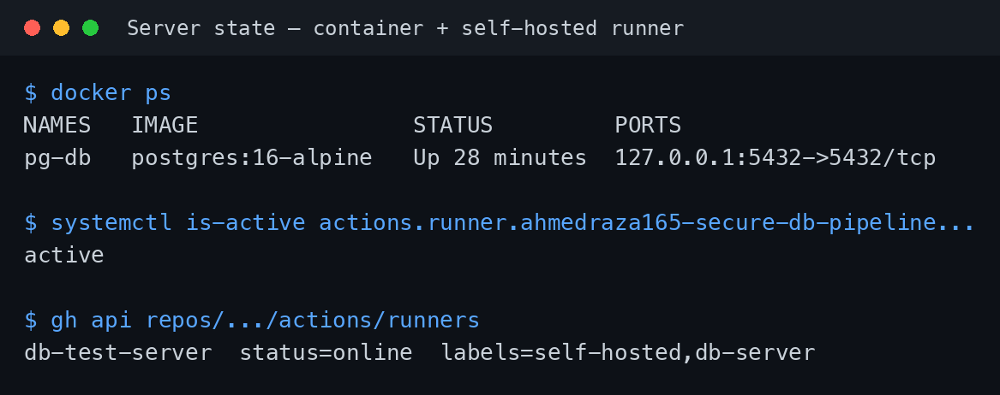 Server state — container + self-hosted runner
$ docker ps
NAMES   IMAGE                STATUS         PORTS
pg-db   postgres:16-alpine   Up 28 minutes  127.0.0.1:5432->5432/tcp
$ systemctl is-active actions.runner.ahmedraza165-secure-db-pipeline...
active
$ gh api repos/.../actions/runners
db-test-server  status=online  labels=self-hosted,db-server